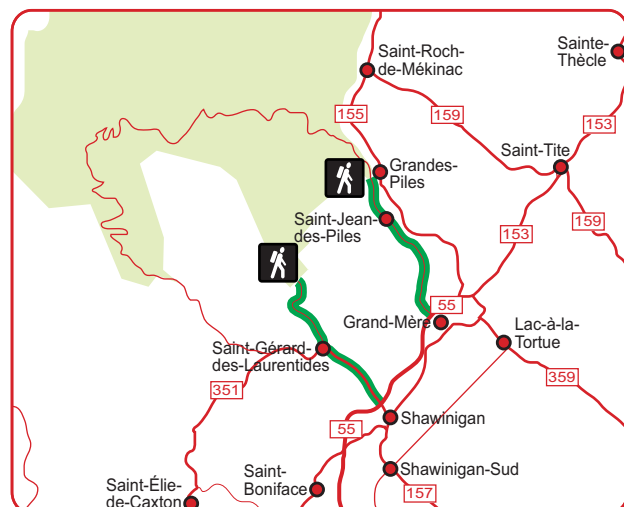 Saint-Roch-
de-Mékinac
Sainte-
Thècle
155
159
153
Saint-Tite
Grandes-
Piles
Saint-Jean-
des-Piles
159
153
55
Grand-Mère
Lac-à-la-
Tortue
Saint-Gérard-
des-Laurentides
351
359
Shawinigan
55
Saint-
Boniface
Shawinigan-Sud
Saint-Élie-
de-Caxton
157